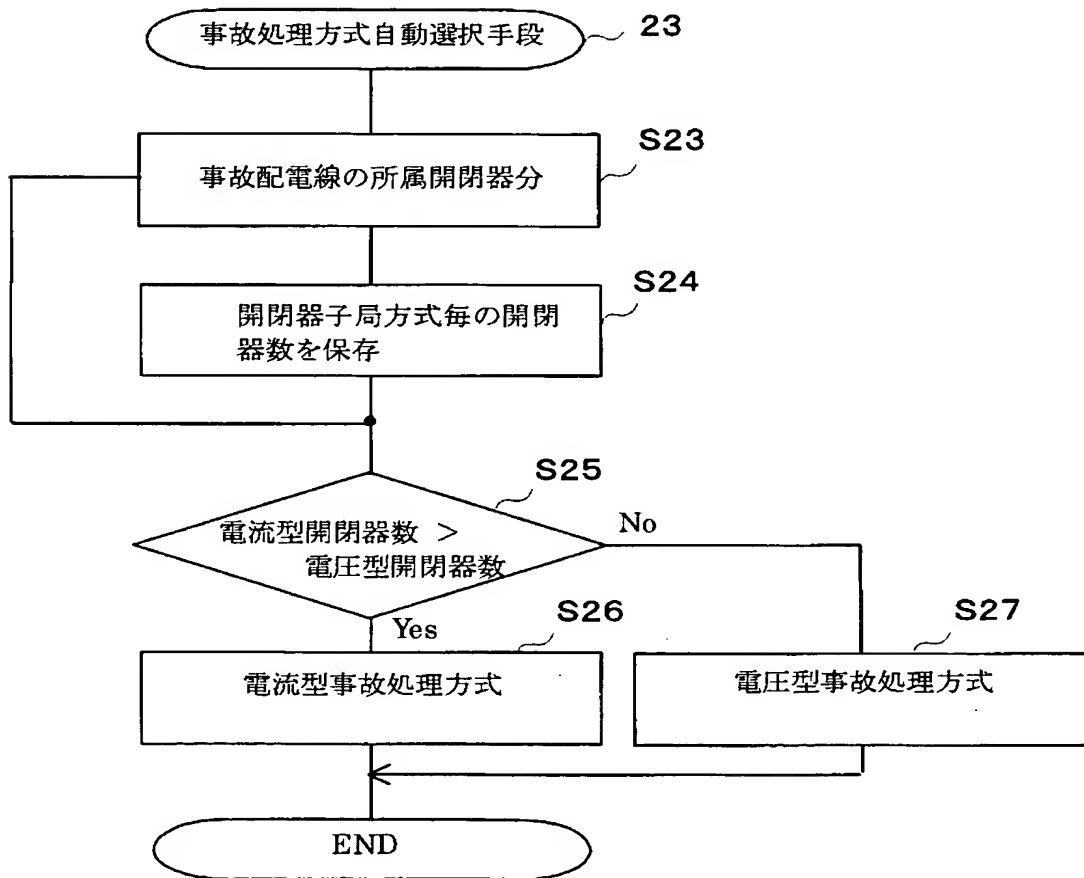 事故処理方式自動選択手段
23
S23
事故配電線の所属開閉器分
S24
開閉器子局方式毎の開閉
器数を保存
S25
電流型開閉器数 ＞
電圧型開閉器数
No
Yes
S26
電流型事故処理方式
S27
電圧型事故処理方式
END